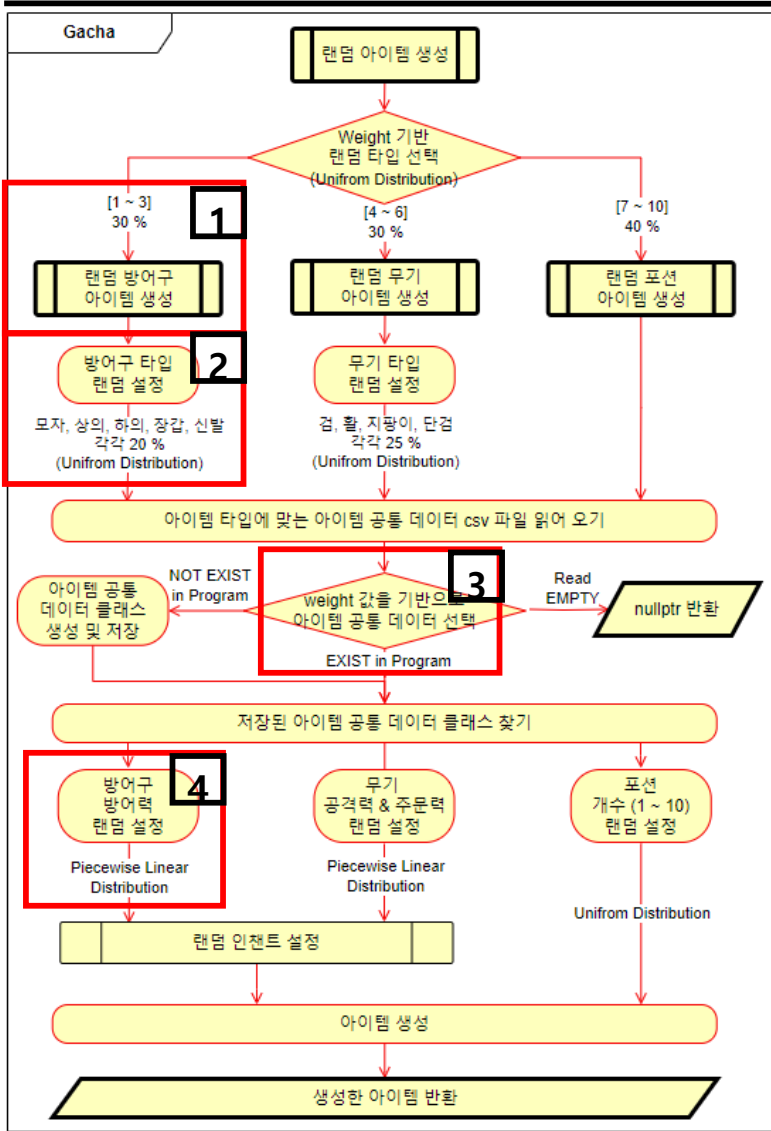 Gacha
랜덤 아이템 생성
Weight 기반
랜덤 타입 선택
(Unifrom Distribution)
[1 ~ 3]
30 %
1
[4 ~ 6]
30 %
[7 ~ 10]
40 %
랜덤 방어구
아이템 생성
랜덤 무기
아이템 생성
랜덤 포션
아이템 생성
방어구 타입
랜덤 설정
2
무기 타입
랜덤 설정
모자, 상의, 하의, 장갑, 신발
각각 20 %
(Unifrom Distribution)
검, 활, 지팡이, 단검
각각 25 %
(Unifrom Distribution)
아이템 타입에 맞는 아이템 공통 데이터 csv 파일 읽어 오기
아이템 공통
데이터 클래스
생성 및 저장
NOT EXIST
in Program
weight 값을 기반으로
아이템 공통 데이터 선택
3
Read
EMPTY
nullptr 반환
EXIST in Program
저장된 아이템 공통 데이터 클래스 찾기
방어구
방어력
랜덤 설정
4
무기
공격력 & 주문력
랜덤 설정
포션
개수 (1 ~ 10)
랜덤 설정
Piecewise Linear
Distribution
Piecewise Linear
Distribution
Unifrom Distribution
랜덤 인챈트 설정
아이템 생성
생성한 아이템 반환